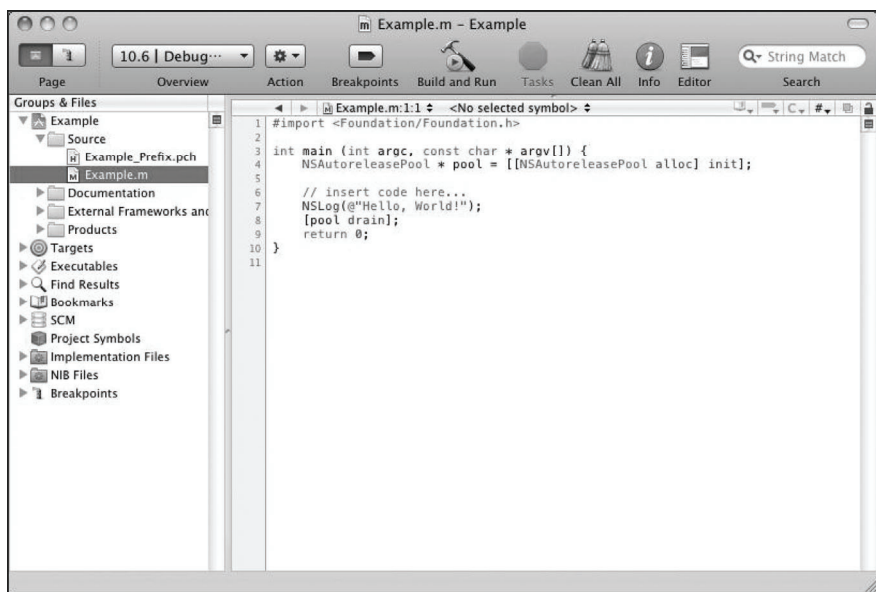 Example.m - Example
10.6 | Debug...
String Match
Page
Overview
Action
Breakpoints
Build and Run
Tasks
Clean All
Info
Editor
Search
Groups & Files
Example
Source
Example_Prefix.pch
Example.m
Documentation
External Frameworks and
Products
Targets
Executables
Find Results
Bookmarks
SCM
Project Symbols
Implementation Files
NIB Files
Breakpoints
Example.m:1:1 <No selected symbol>
C, #,
1 #import <Foundation/Foundation.h>
2
3 int main (int argc, const char * argv[]) {
4 NSAutoreleasePool * pool = [[NSAutoreleasePool alloc] init];
5
6 // insert code here...
7 NSLog(@"Hello, World!");
8 [pool drain];
9 return 0;
10 }
11